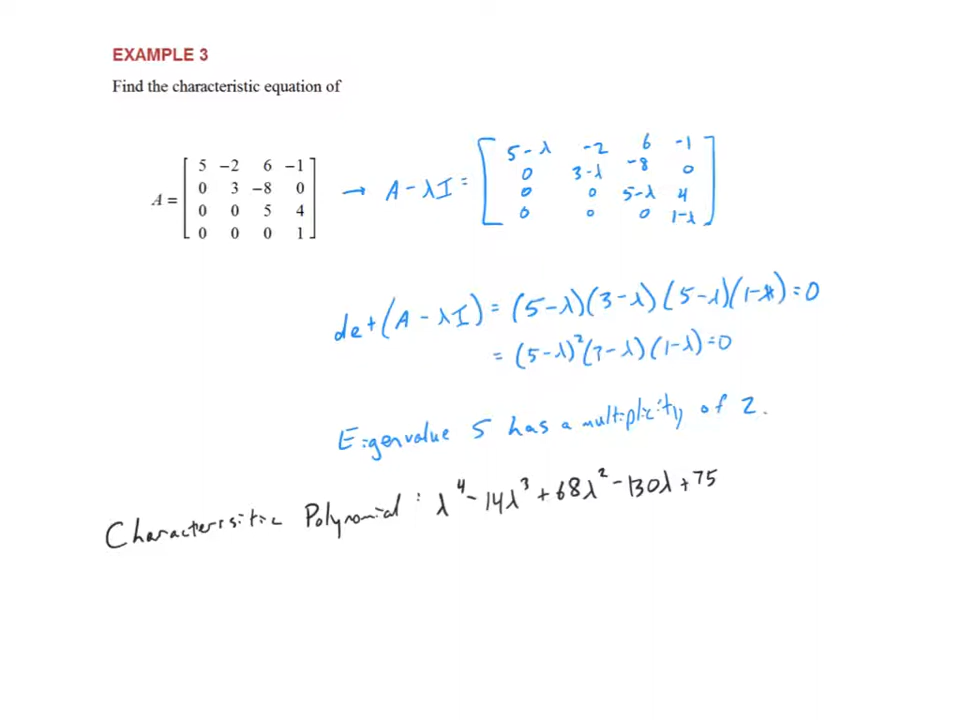 EXAMPLE 3
Find the characteristic equation of
A = [ 5 −2 6 −1
0 3 −8 0
0 0 5 4
0 0 0 1 ]
→ A - λI = [ 5-λ -2 6 -1
0 3-λ -8 0
0 0 5-λ 4
0 0 0 1-λ ]
det(A - λI) = (5-λ)(3-λ)(5-λ)(1-λ) = 0
= (5-λ)²(3-λ)(1-λ) = 0
Eigenvalue 5 has a multiplicity of 2.
Characterisitic Polynomial : λ⁴ - 14λ³ + 68λ² - 130λ + 75